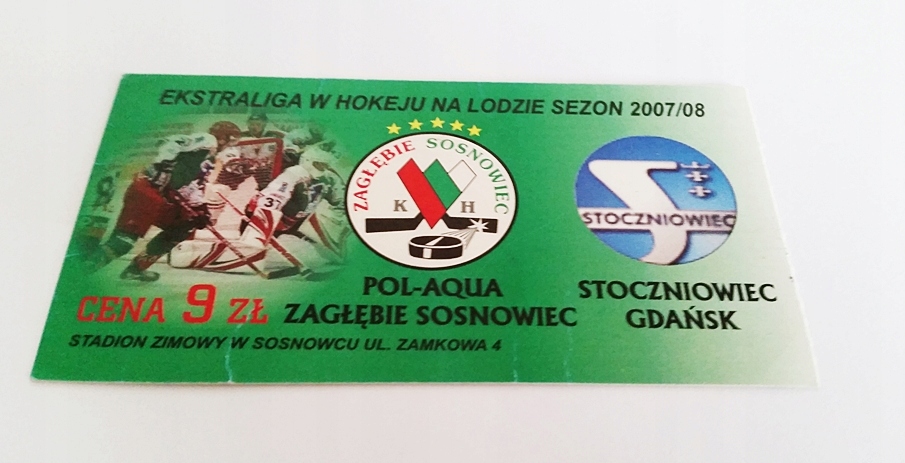 EKSTRALIGA W HOKEJU NA LODZIE SEZON 2007/08
ZAGŁĘBIE SOSNOWIEC
K H
37
STOCZNIOWIEC
POL-AQUA
ZAGŁĘBIE SOSNOWIEC
STOCZNIOWIEC
GDAŃSK
CENA 9 ZŁ
STADION ZIMOWY W SOSNOWCU UL. ZAMKOWA 4